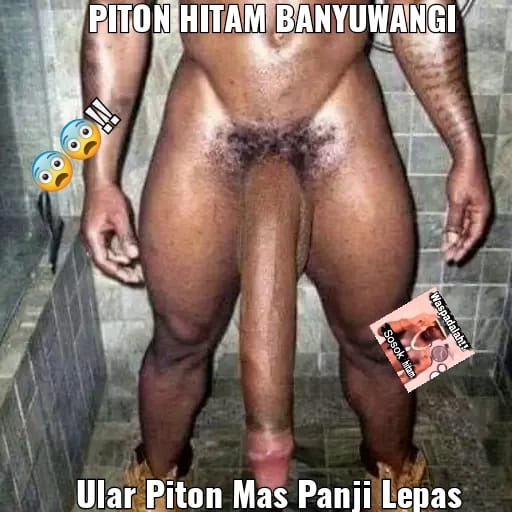 PITON HITAM BANYUWANGI
!!
Waspadalah!!
Sosok hitam
Ular Piton Mas Panji Lepas